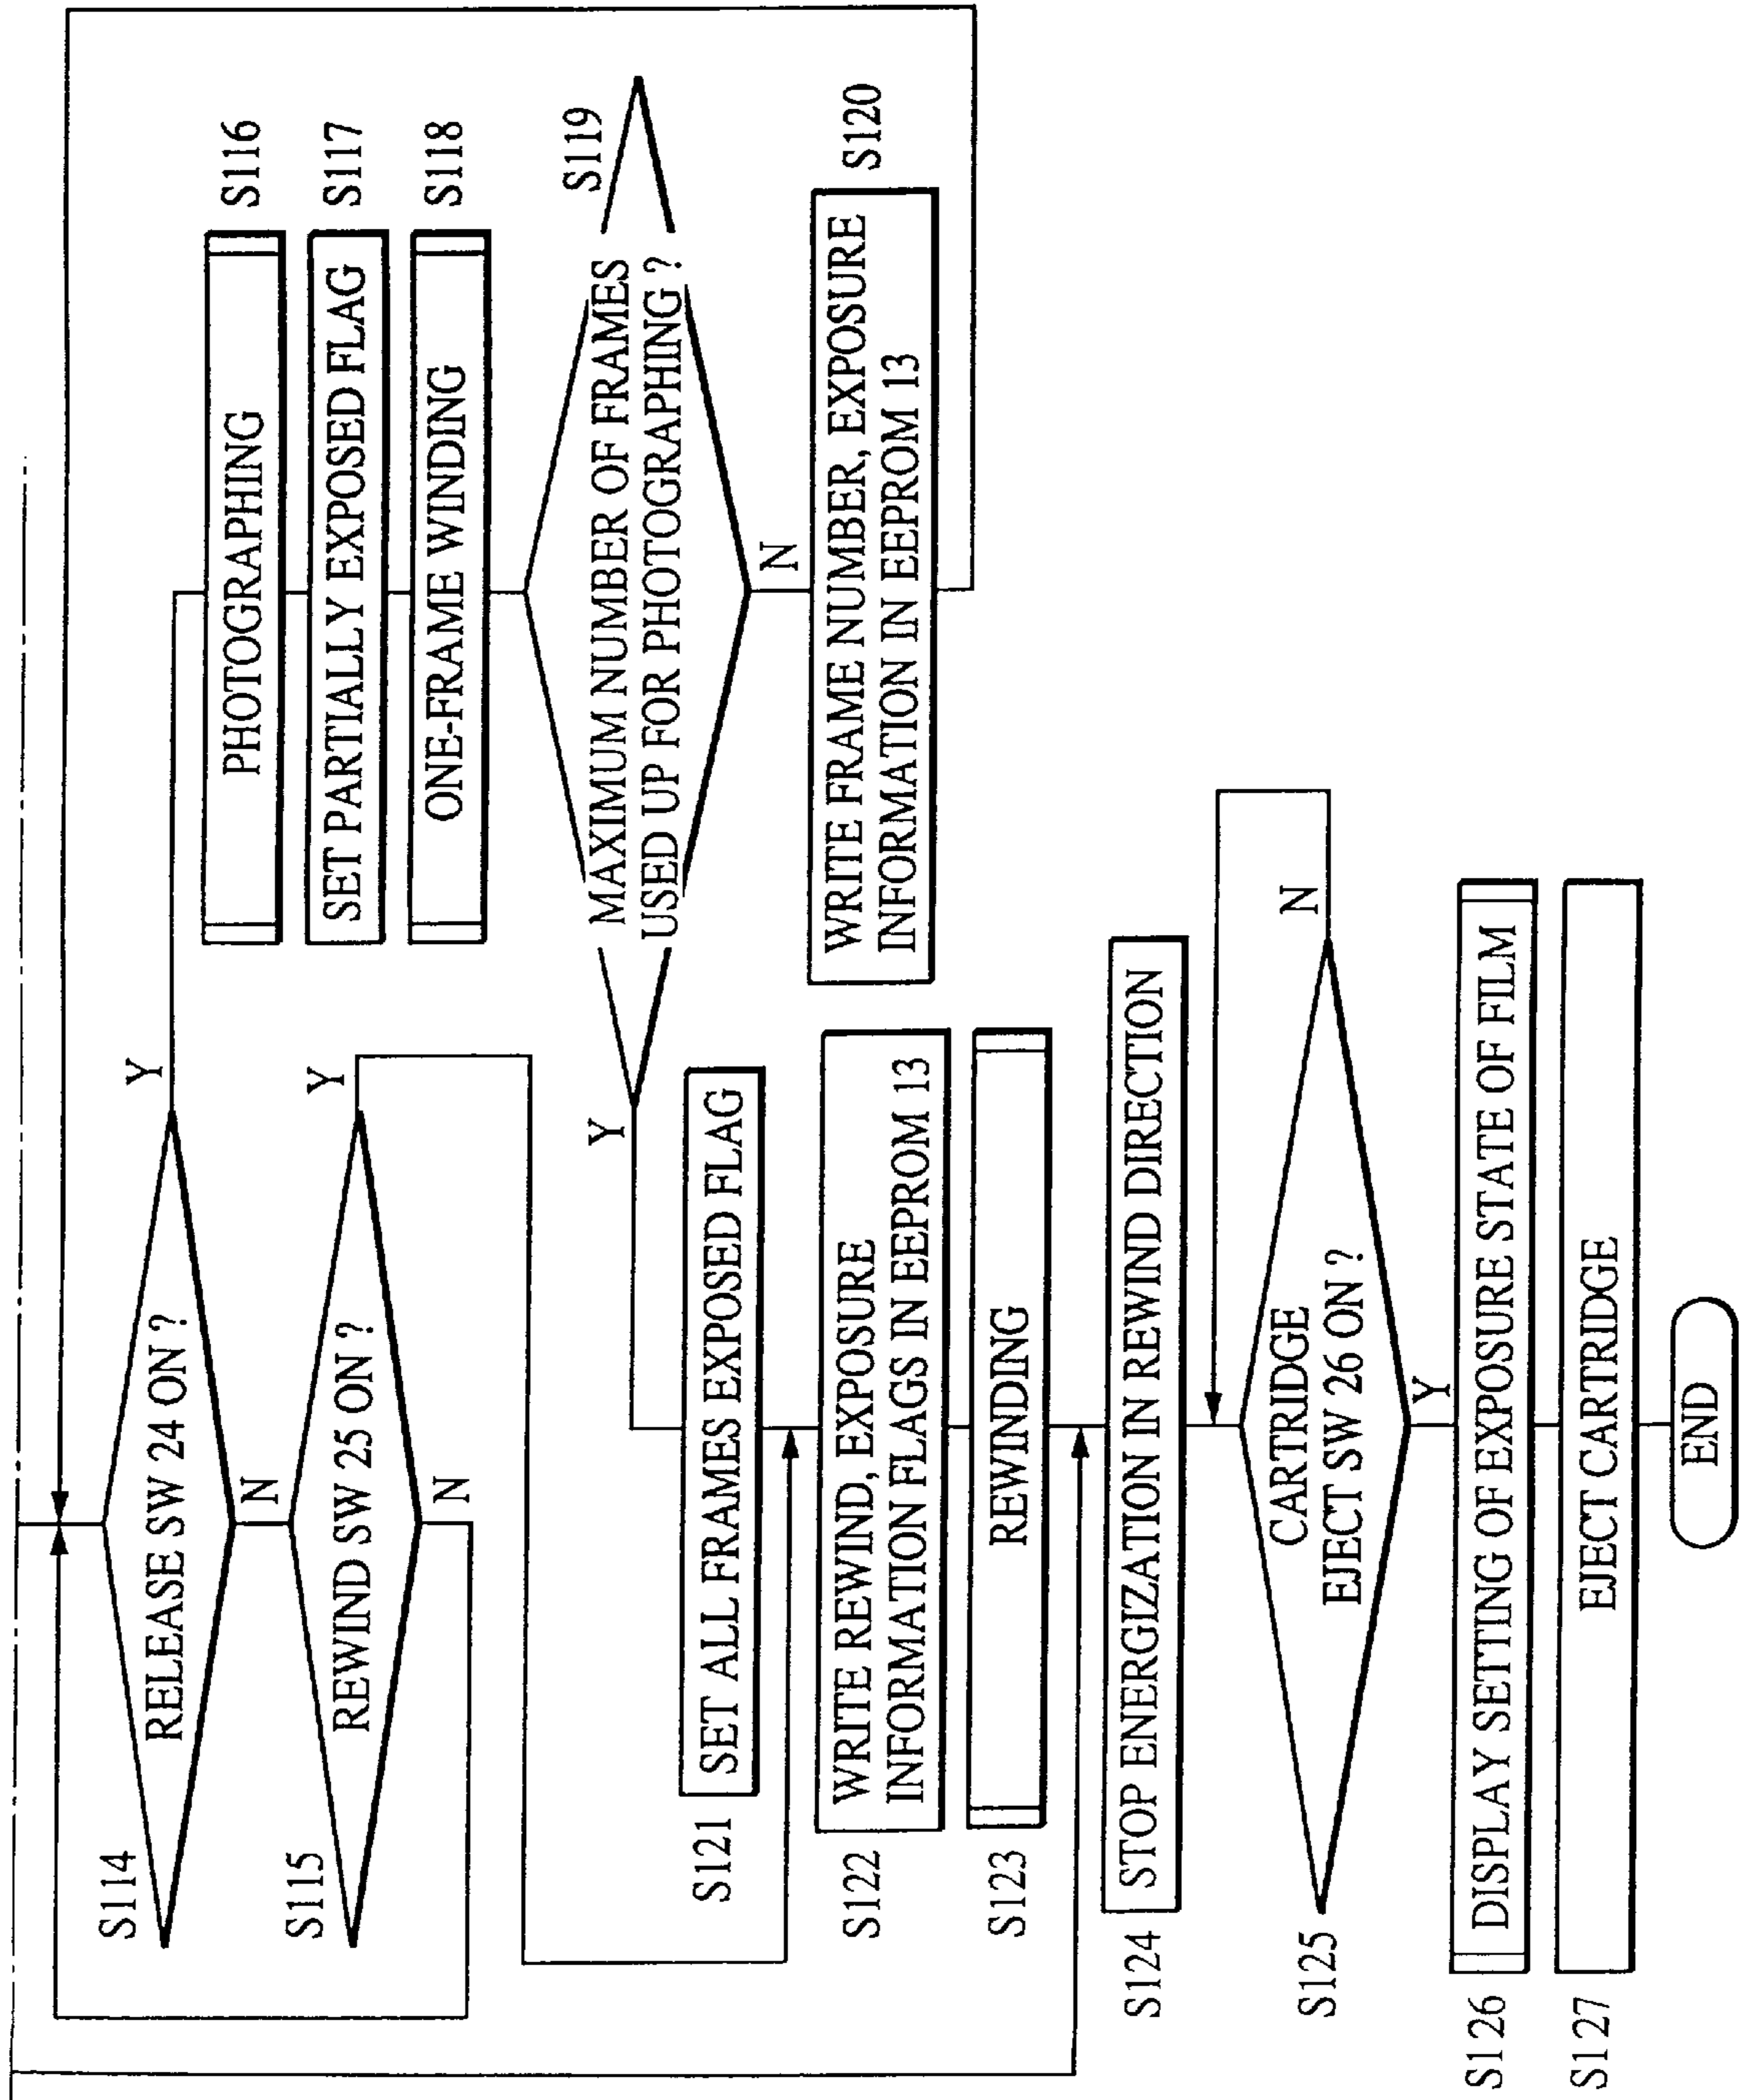 S114
RELEASE SW 24 ON ?
Y
N
S115
REWIND SW 25 ON ?
Y
N
PHOTOGRAPHING
S116
SET PARTIALLY EXPOSED FLAG
S117
ONE-FRAME WINDING
S118
S119
MAXIMUM NUMBER OF FRAMES
USED UP FOR PHOTOGRAPHING ?
Y
N
WRITE FRAME NUMBER, EXPOSURE
INFORMATION IN EEPROM 13
S120
S121
SET ALL FRAMES EXPOSED FLAG
S122
WRITE REWIND, EXPOSURE
INFORMATION FLAGS IN EEPROM 13
S123
REWINDING
S124
STOP ENERGIZATION IN REWIND DIRECTION
S125
CARTRIDGE
EJECT SW 26 ON ?
N
Y
S126
DISPLAY SETTING OF EXPOSURE STATE OF FILM
S127
EJECT CARTRIDGE
END